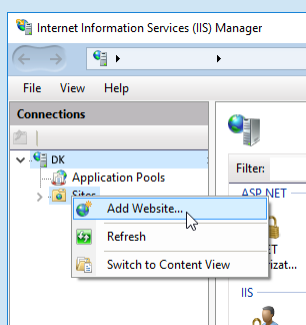 Internet Information Services (IIS) Manager
File View Help
Connections
DK
Application Pools
Sites
Add Website...
Refresh
Switch to Content View
Filter:
ASP.NET
IIS